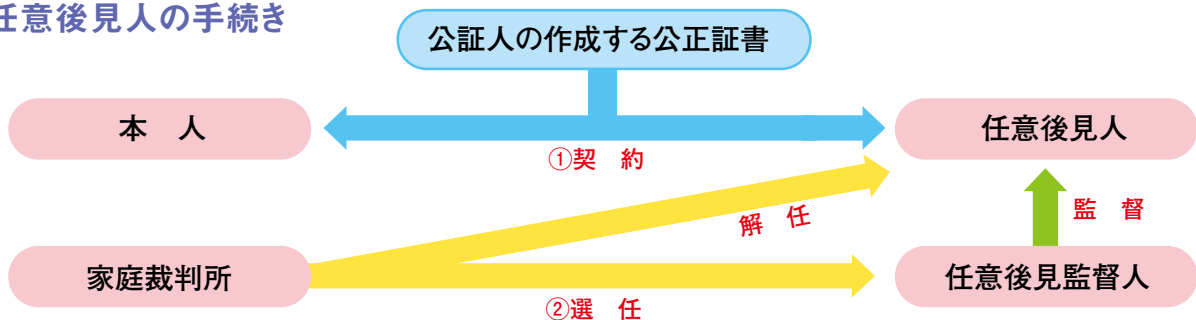 任意後見人の手続き
公証人の作成する公正証書
本　人
任意後見人
①契　約
解　任
監　督
家庭裁判所
任意後見監督人
②選　任